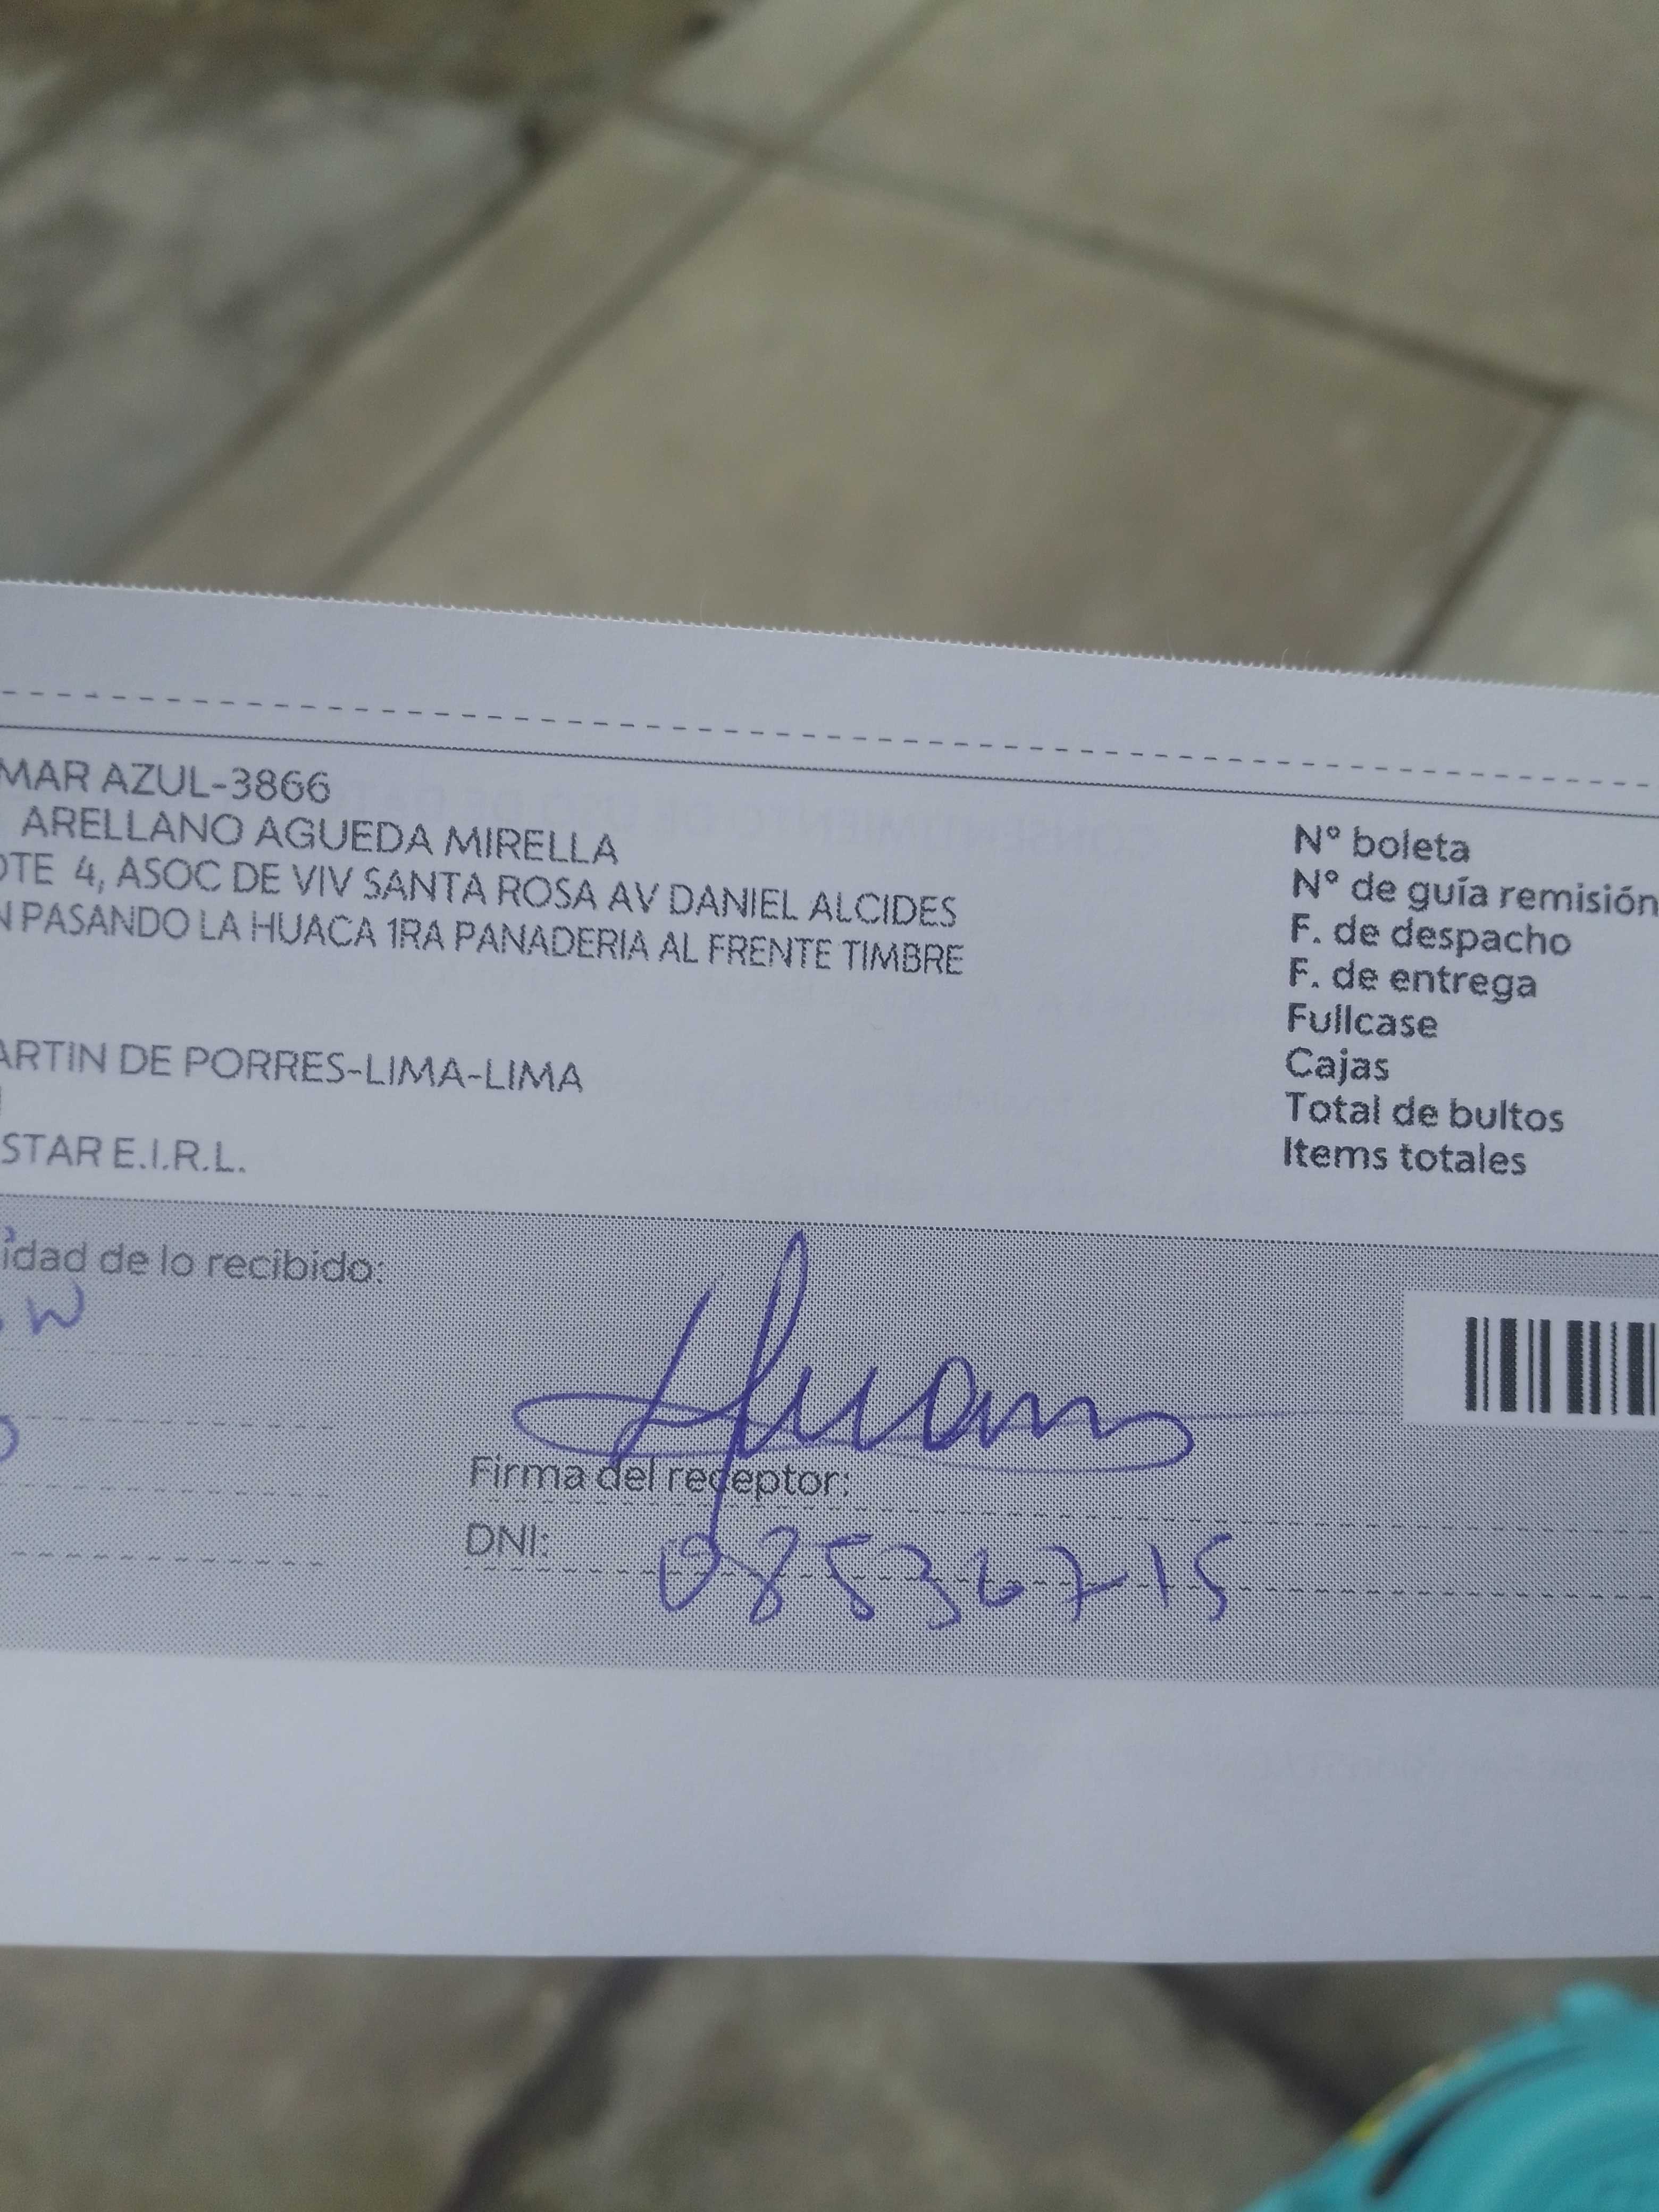 MAR AZUL-3866
ARELLANO AGUEDA MIRELLA
OTE 4, ASOC DE VIV SANTA ROSA AV DANIEL ALCIDES
N PASANDO LA HUACA 1RA PANADERIA AL FRENTE TIMBRE
ARTIN DE PORRES-LIMA-LIMA
STAR E.I.R.L.
Nº boleta
Nº de guía remisión
F. de despacho
F. de entrega
Fullcase
Cajas
Total de bultos
Items totales
idad de lo recibido:
Firma del receptor:
DNI: 08536715